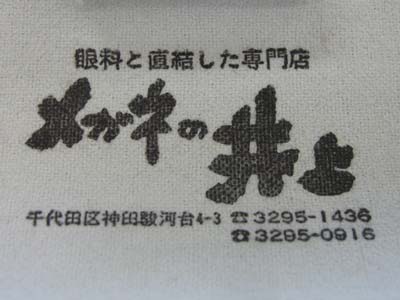 眼科と直結した専門店
メガネの井上
千代田区神田駿河台4-3 ☎3295-1436
☎3295-0916